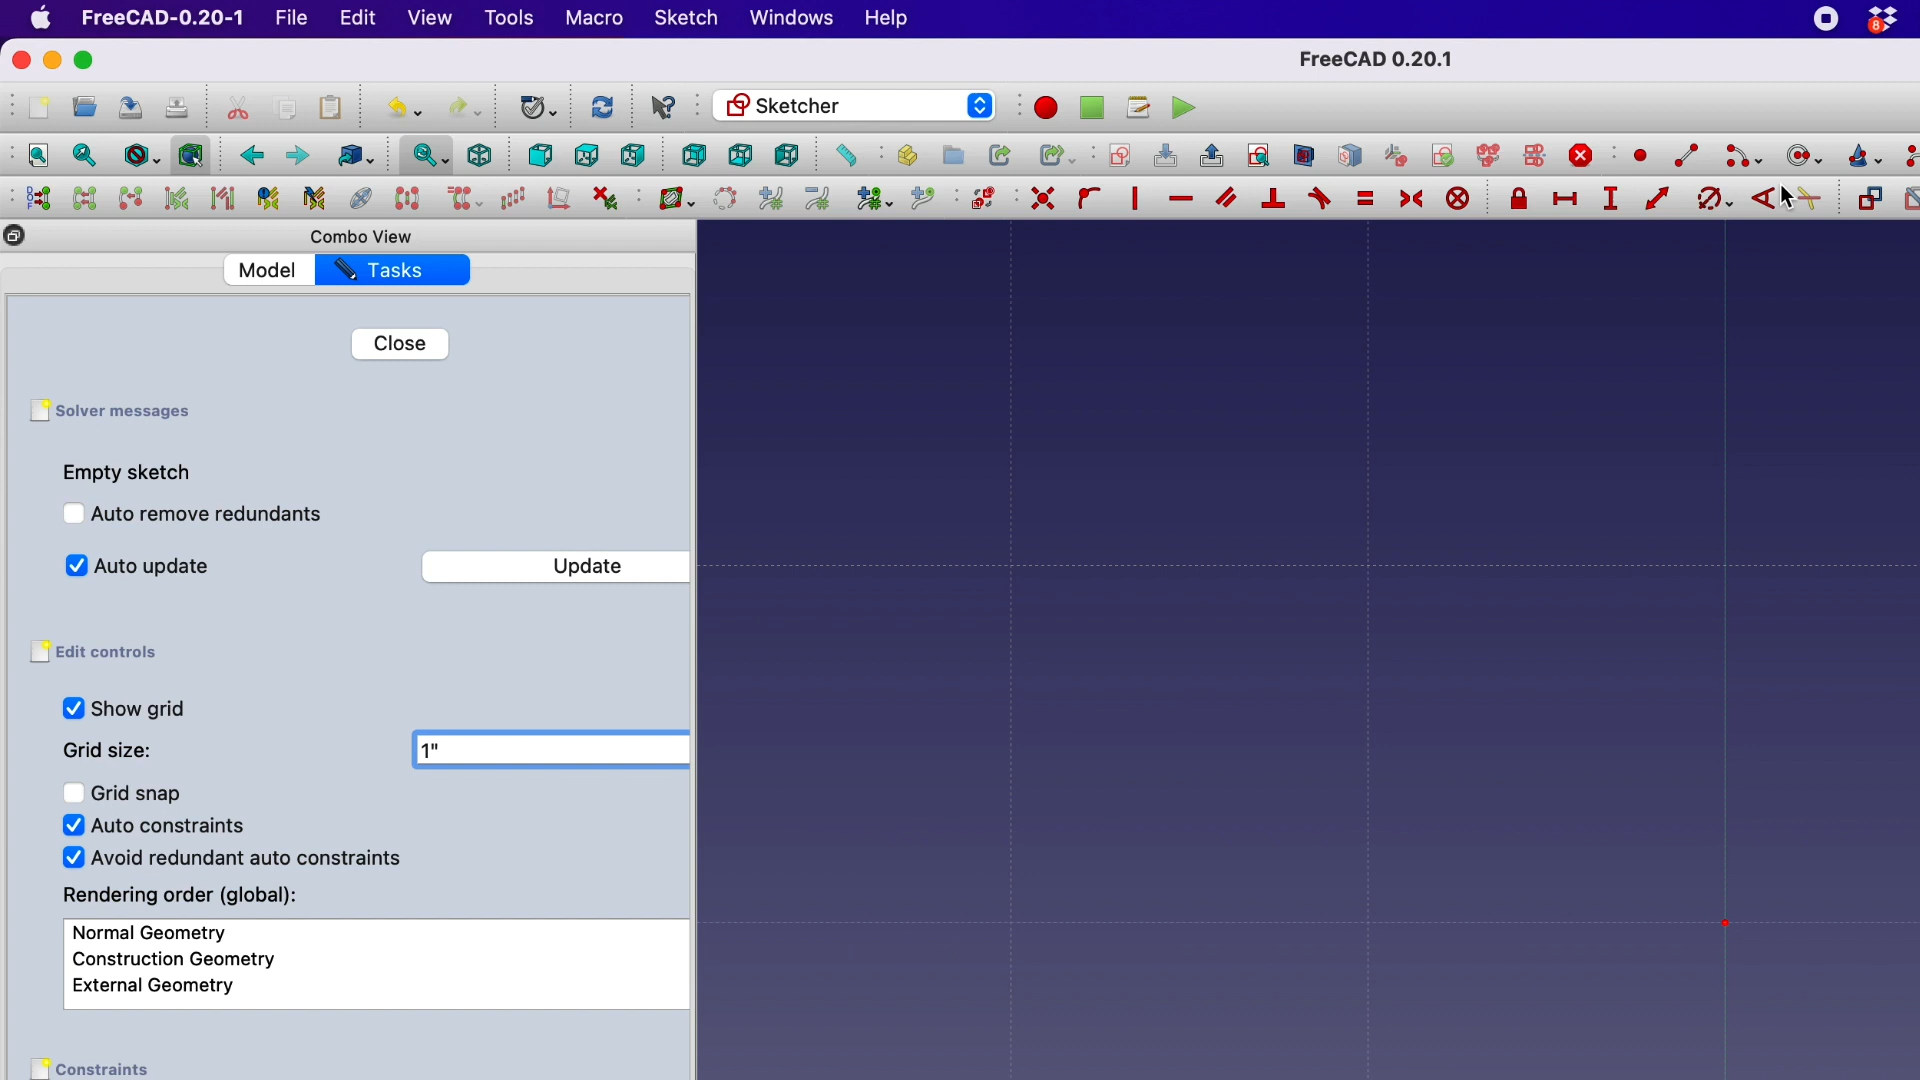 FreeCAD-0.20-1 File Edit View Tools Macro Sketch Windows Help
8
FreeCAD 0.20.1
Sketcher
Combo View
Model Tasks
Close
Solver messages
Empty sketch
Auto remove redundants
Auto update Update
Edit controls
Show grid
Grid size: 1"
Grid snap
Auto constraints
Avoid redundant auto constraints
Rendering order (global):
Normal Geometry
Construction Geometry
External Geometry
Constraints